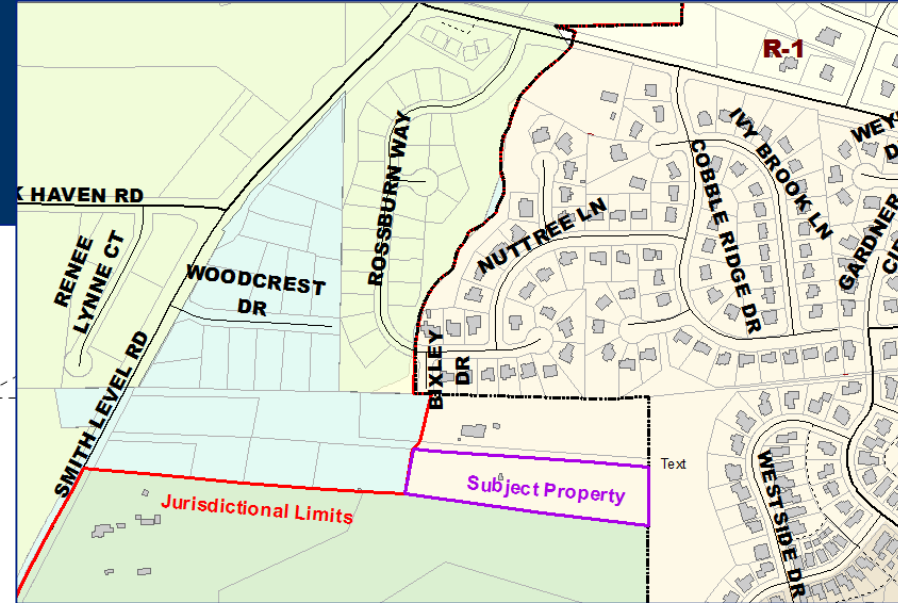 R-1
IVY BROOK LN
COBBLE RIDGE DR
GARDNER
ROSSBURN WAY
K HAVEN RD
NUTTREE LN
RENEE
LYNNE CT
WOODCREST
DR
BIXLEY
DR
SMITH LEVEL RD
Text
Subject Property
Jurisdictional Limits
WESTSIDE DR